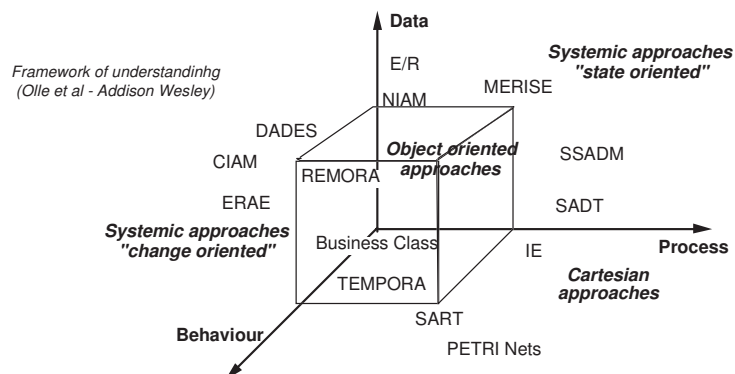 Data
E/R
Systemic approaches
"state oriented"
Framework of understandinhg
(Olle et al - Addison Wesley)
MERISE
NIAM
DADES
Object oriented
approaches
CIAM
SSADM
REMORA
ERAE
SADT
Systemic approaches
"change oriented"
Business Class
IE
Process
Cartesian
approaches
TEMPORA
SART
Behaviour
PETRI Nets